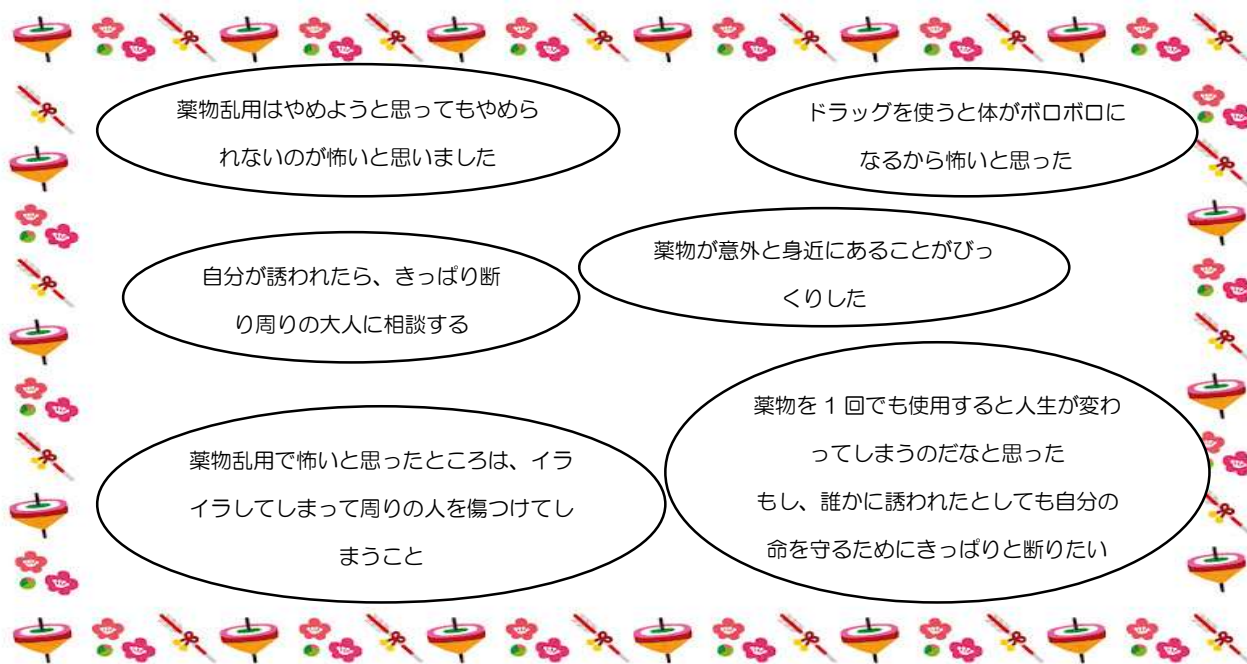 薬物乱用はやめようと思ってもやめら
れないのが怖いと思いました
ドラッグを使うと体がボロボロに
なるから怖いと思った
自分が誘われたら、きっぱり断
り周りの大人に相談する
薬物が意外と身近にあることがびっ
くりした
薬物乱用で怖いと思ったところは、イラ
イラしてしまって周りの人を傷つけてし
まうこと
薬物を 1 回でも使用すると人生が変わ
ってしまうのだなと思った
もし、誰かに誘われたとしても自分の
命を守るためにきっぱりと断りたい